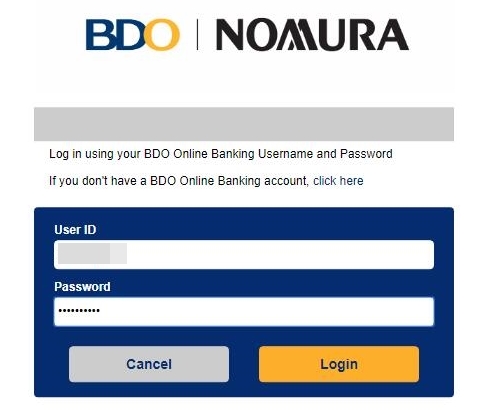 BDO | NOMURA
Log in using your BDO Online Banking Username and Password
If you don't have a BDO Online Banking account, click here
User ID
Password
••••••••••
Cancel Login